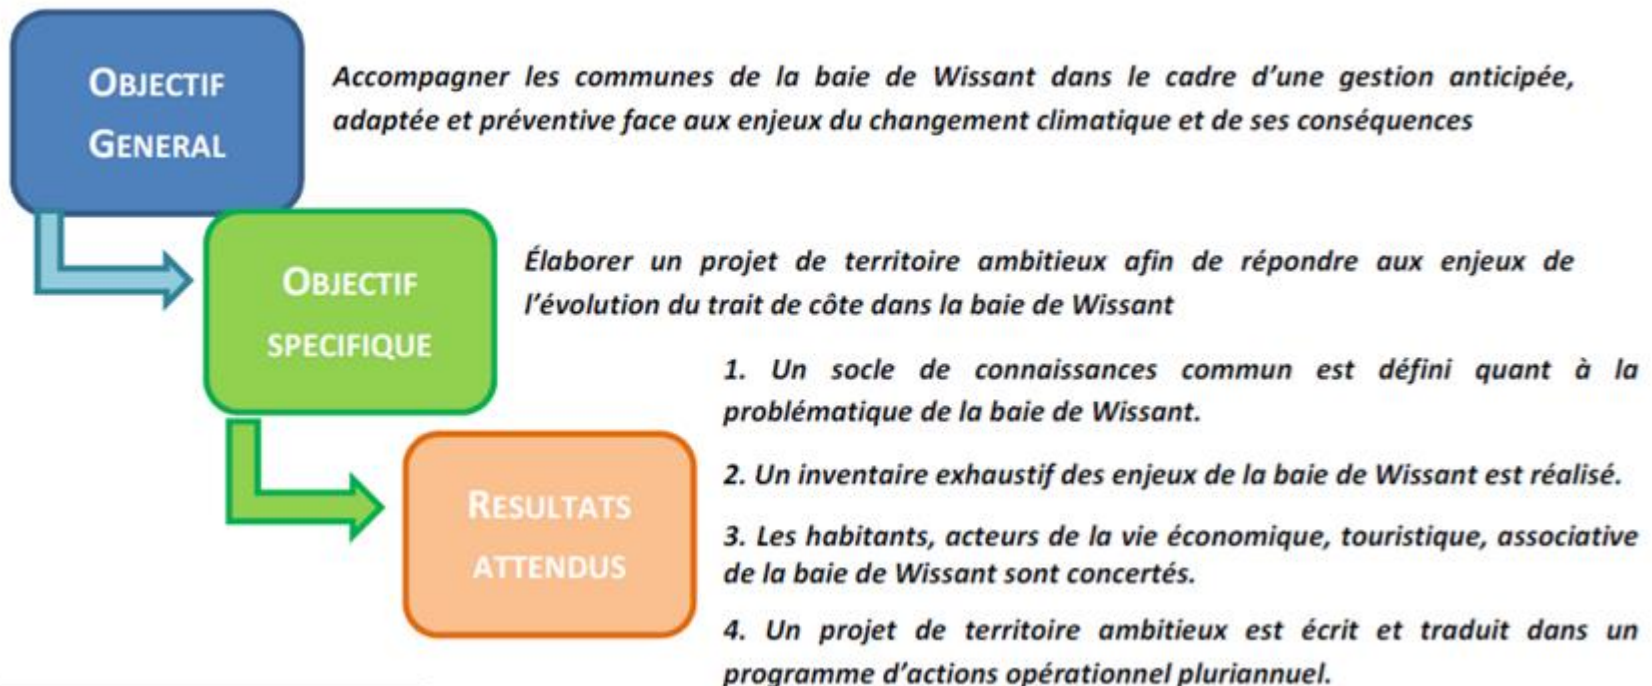 OBJECTIF
GENERAL
Accompagner les communes de la baie de Wissant dans le cadre d'une gestion anticipée,
adaptée et préventive face aux enjeux du changement climatique et de ses conséquences
OBJECTIF
SPECIFIQUE
Élaborer un projet de territoire ambitieux afin de répondre aux enjeux de
l'évolution du trait de côte dans la baie de Wissant
RESULTATS
ATTENDUS
1. Un socle de connaissances commun est défini quant à la
problématique de la baie de Wissant.
2. Un inventaire exhaustif des enjeux de la baie de Wissant est réalisé.
3. Les habitants, acteurs de la vie économique, touristique, associative
de la baie de Wissant sont concertés.
4. Un projet de territoire ambitieux est écrit et traduit dans un
programme d'actions opérationnel pluriannuel.